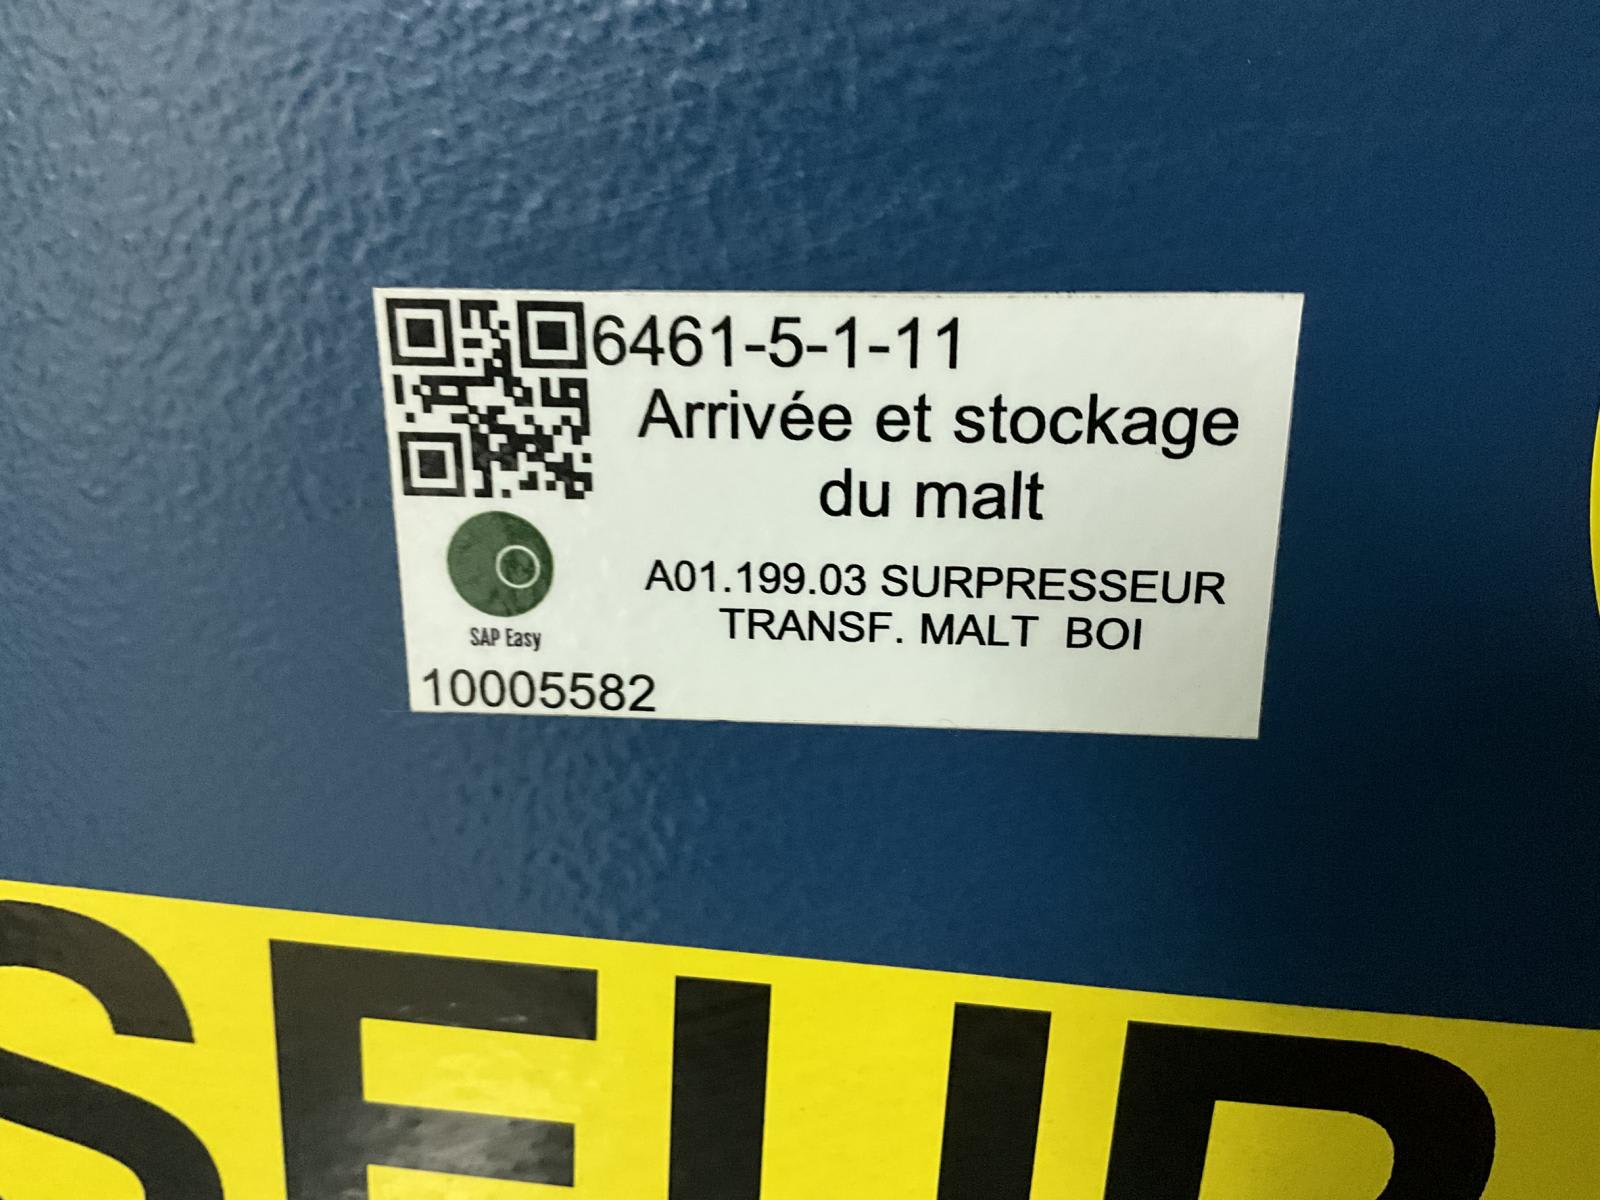 6461-5-1-11
Arrivée et stockage
du malt
A01.199.03 SURPRESSEUR
TRANSF. MALT BOI
SAP Easy
10005582
SEUR